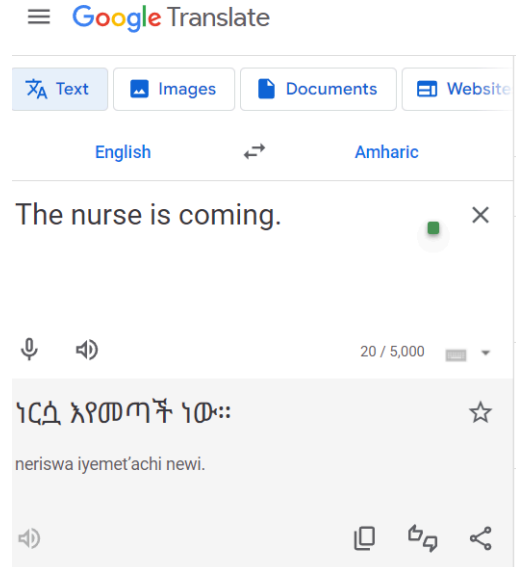 Google Translate
Text Images Documents Website
English Amharic
The nurse is coming.
20 / 5,000
ነርሷ እየመጣች ነው።
neriswa iyemet'achi newi.